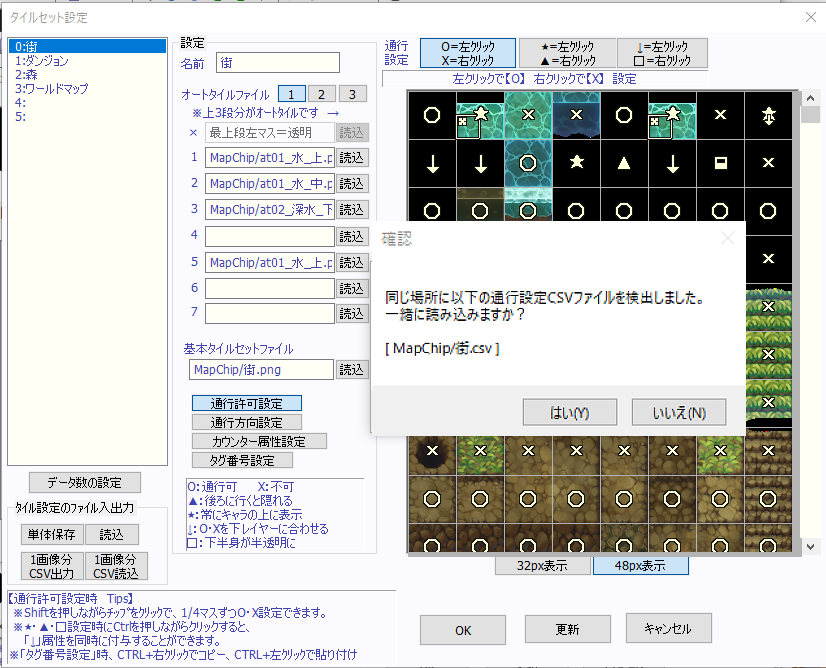 タイルセット設定
0:街
1:ダンジョン
2:森
3:ワールドマップ
4:
5:
データ数の設定
タイル設定のファイル入出力
単体保存
読込
1画像分
CSV出力
1画像分
CSV読込
設定
名前
街
オートタイルファイル
1
2
3
※上3段分がオートタイルです →
×
最上段左マス=透明
読込
1
MapChip/at01_水_上.p
読込
2
MapChip/at01_水_中.p
読込
3
MapChip/at02_深水_下
読込
4
読込
5
MapChip/at01_水_上.p
読込
6
読込
7
読込
基本タイルセットファイル
MapChip/街.png
読込
通行許可設定
通行方向設定
カウンター属性設定
タグ番号設定
O:通行可 X:不可
▲:後ろに行くと隠れる
★:常にキャラの上に表示
↓:O・Xを下レイヤーに合わせる
□:下半身が半透明に
通行
設定
O=左クリック
X=右クリック
★=左クリック
▲=右クリック
↓=左クリック
□=右クリック
左クリックで【O】 右クリックで【X】 設定
確認
同じ場所に以下の通行設定CSVファイルを検出しました。
一緒に読み込みますか?
[ MapChip/街.csv ]
はい(Y)
いいえ(N)
32px表示
48px表示
【通行許可設定時 Tips】
※Shiftを押しながらチップをクリックで、1/4マスずつO・X設定できます。
※★・▲・□設定時にCtrlを押しながらクリックすると、
「↓」属性を同時に付与することができます。
※「タグ番号設定」時、CTRL+右クリックでコピー、CTRL+左クリックで貼り付け
OK
更新
キャンセル